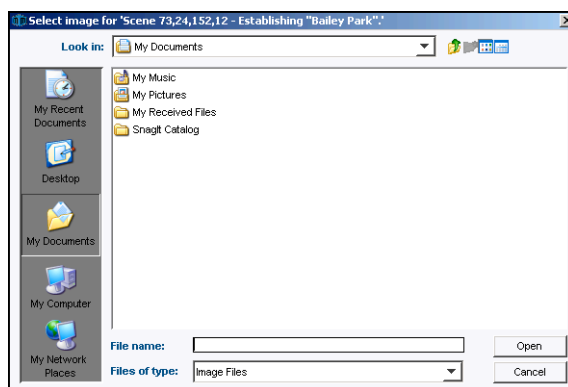 Select image for 'Scene 73,24,152,12 - Establishing "Bailey Park".'
Look in: My Documents
My Recent
Documents
Desktop
My Documents
My Computer
My Network
Places
My Music
My Pictures
My Received Files
SnagIt Catalog
File name: Open
Files of type: Image Files Cancel